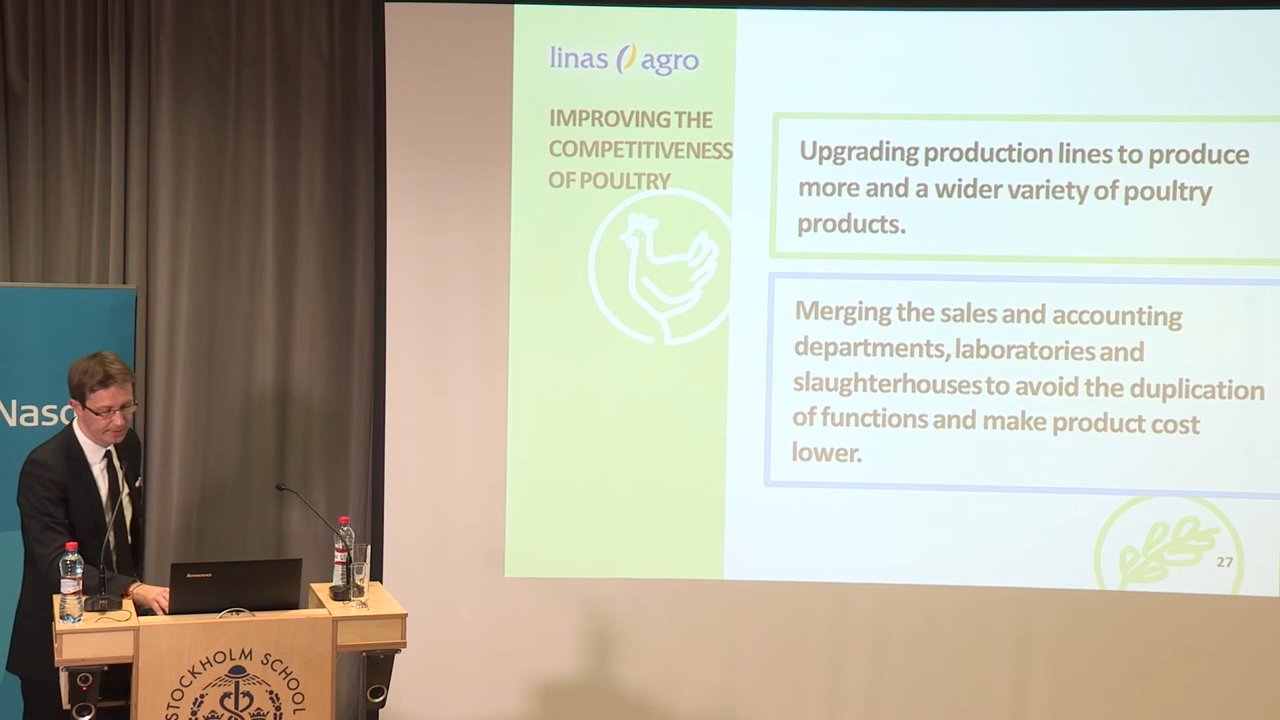 linas agro
IMPROVING THE
COMPETITIVENESS
OF POULTRY
Upgrading production lines to produce
more and a wider variety of poultry
products.
Merging the sales and accounting
departments, laboratories and
slaughterhouses to avoid the duplication
of functions and make product cost
lower.
27
Nasd
lenovo
STOCKHOLM SCHOOL